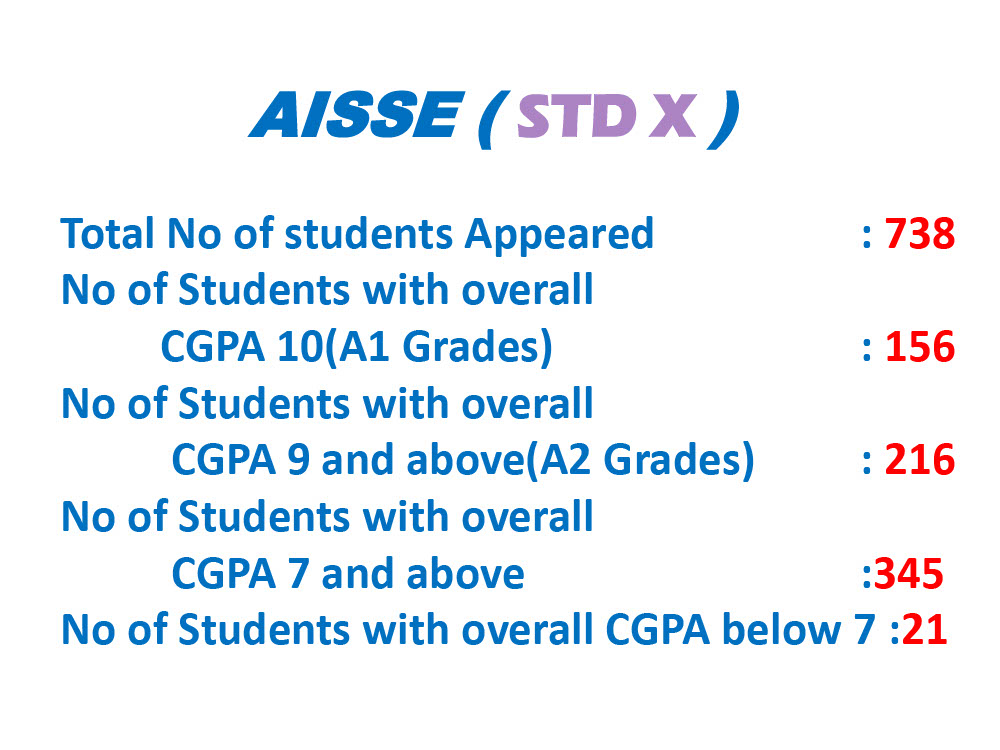 AISSE ( STD X )
Total No of students Appeared : 738
No of Students with overall
CGPA 10(A1 Grades) : 156
No of Students with overall
CGPA 9 and above(A2 Grades) : 216
No of Students with overall
CGPA 7 and above :345
No of Students with overall CGPA below 7 :21